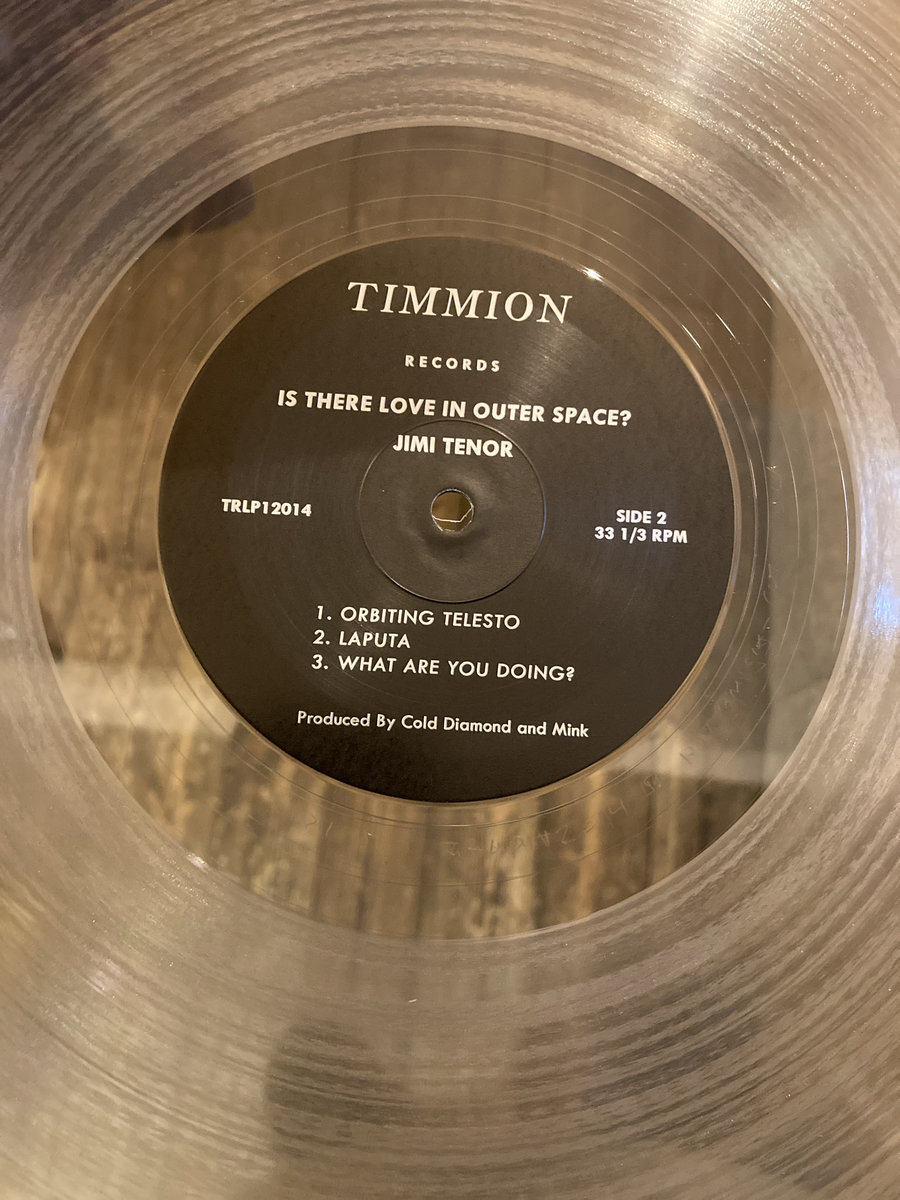 TIMMION
RECORDS
IS THERE LOVE IN OUTER SPACE?
JIMI TENOR
TRLP12014
SIDE 2
33 1/3 RPM
1. ORBITING TELESTO
2. LAPUTA
3. WHAT ARE YOU DOING?
Produced By Cold Diamond and Mink